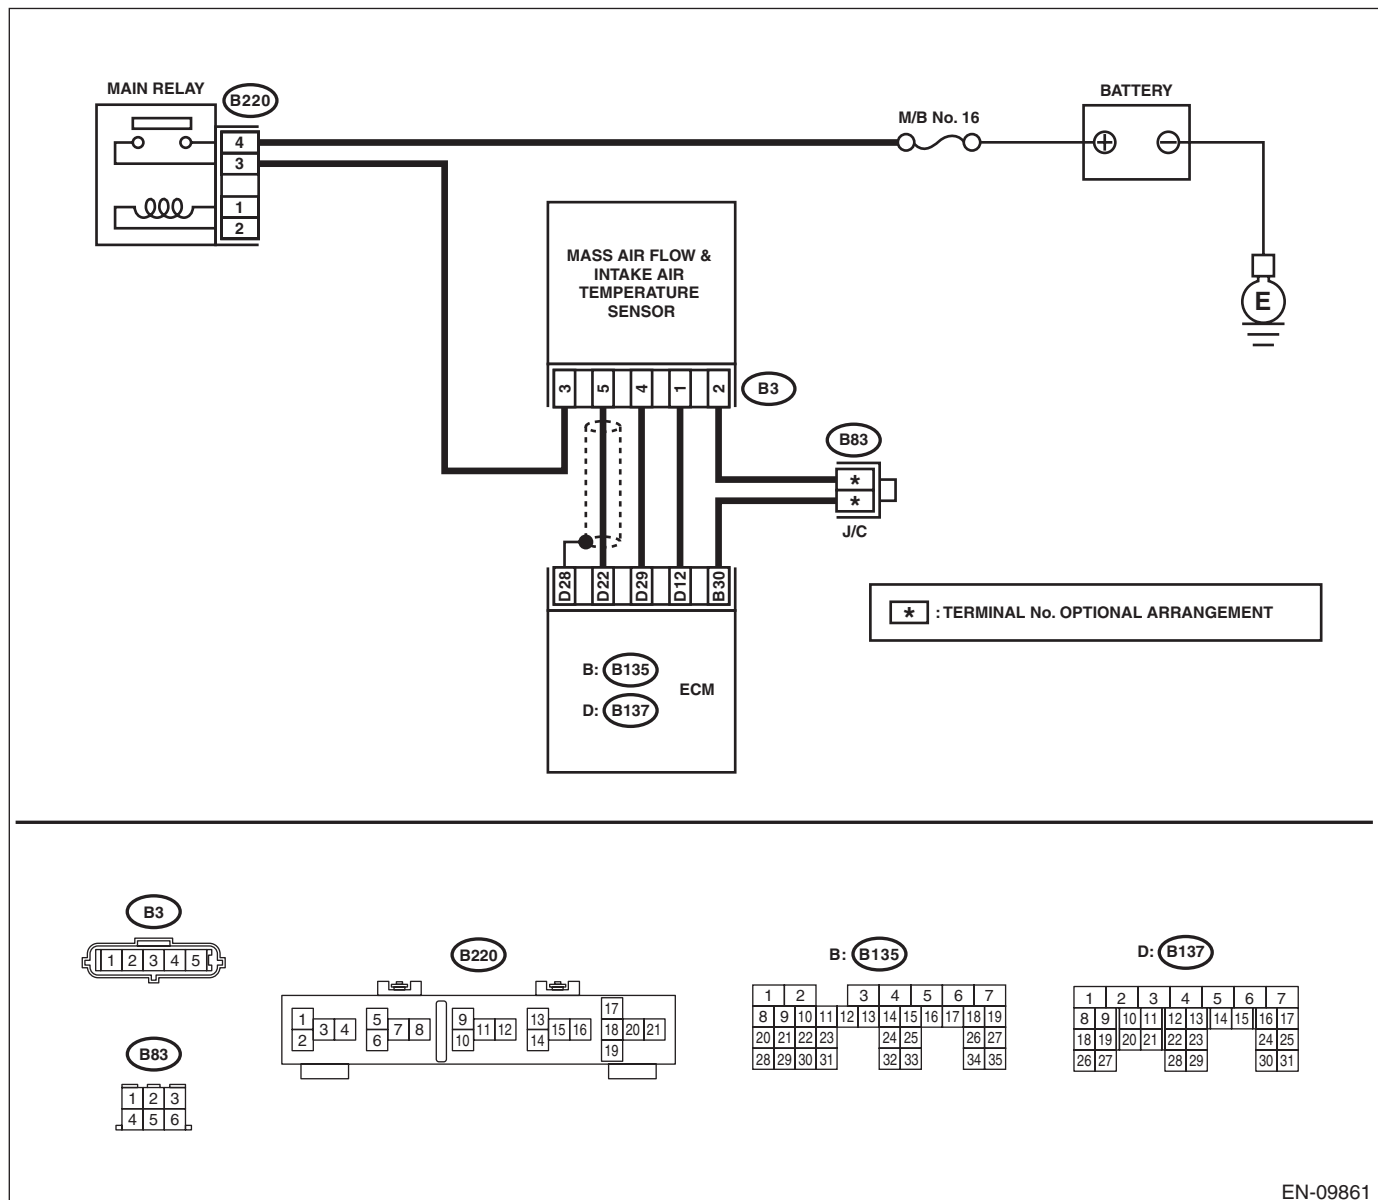 MAIN RELAY
B220
4
3
1
2
M/B No. 16
BATTERY
E
MASS AIR FLOW &
INTAKE AIR
TEMPERATURE
SENSOR
3 5 4 1 2
B3
B83
*
*
J/C
D28 D22 D29 D12 B30
B: B135
D: B137
ECM
* : TERMINAL No. OPTIONAL ARRANGEMENT
B3
1 2 3 4 5
B83
1 2 3
4 5 6
B220
1 2 3 4 5 6 7 8 9 10 11 12 13 14 15 16 17 18 19 20 21
B: B135
1 2 3 4 5 6 7
8 9 10 11 12 13 14 15 16 17 18 19
20 21 22 23 24 25 26 27
28 29 30 31 32 33 34 35
D: B137
1 2 3 4 5 6 7
8 9 10 11 12 13 14 15 16 17
18 19 20 21 22 23 24 25
26 27 28 29 30 31
EN-09861